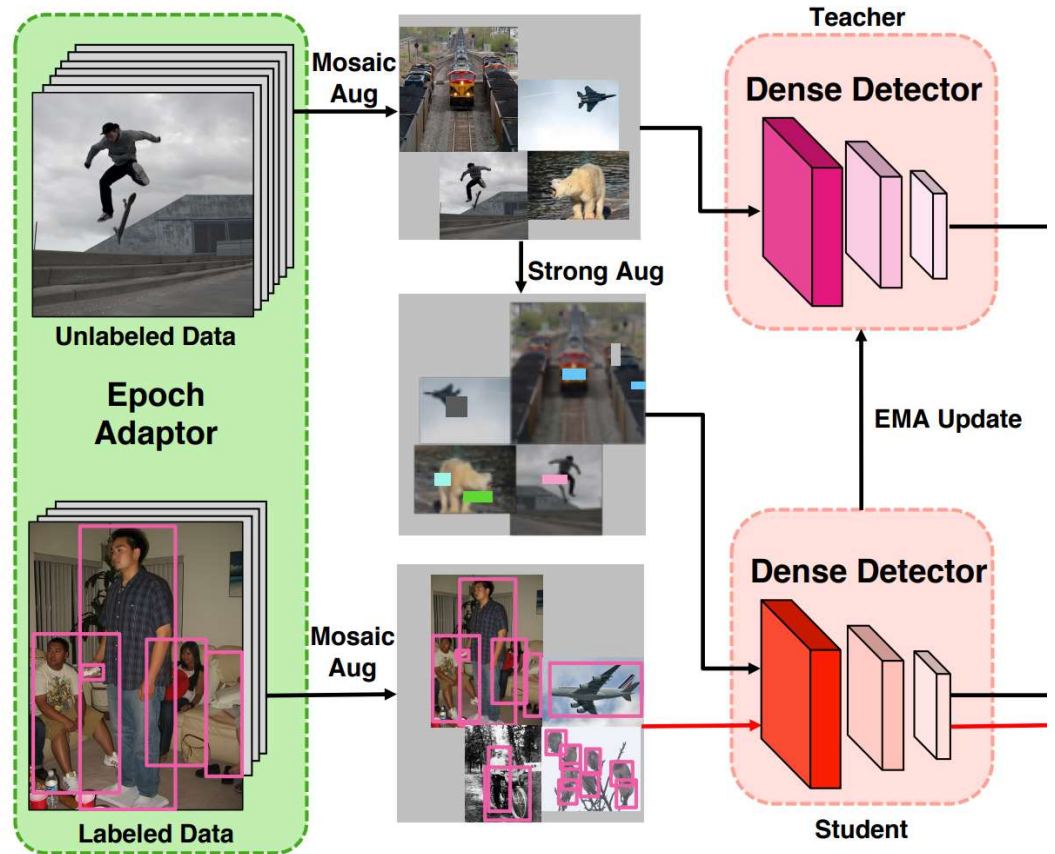 Teacher
Mosaic
Aug
Dense Detector
Unlabeled Data
Strong Aug
Epoch
Adaptor
EMA Update
Mosaic
Aug
Dense Detector
Labeled Data
Student